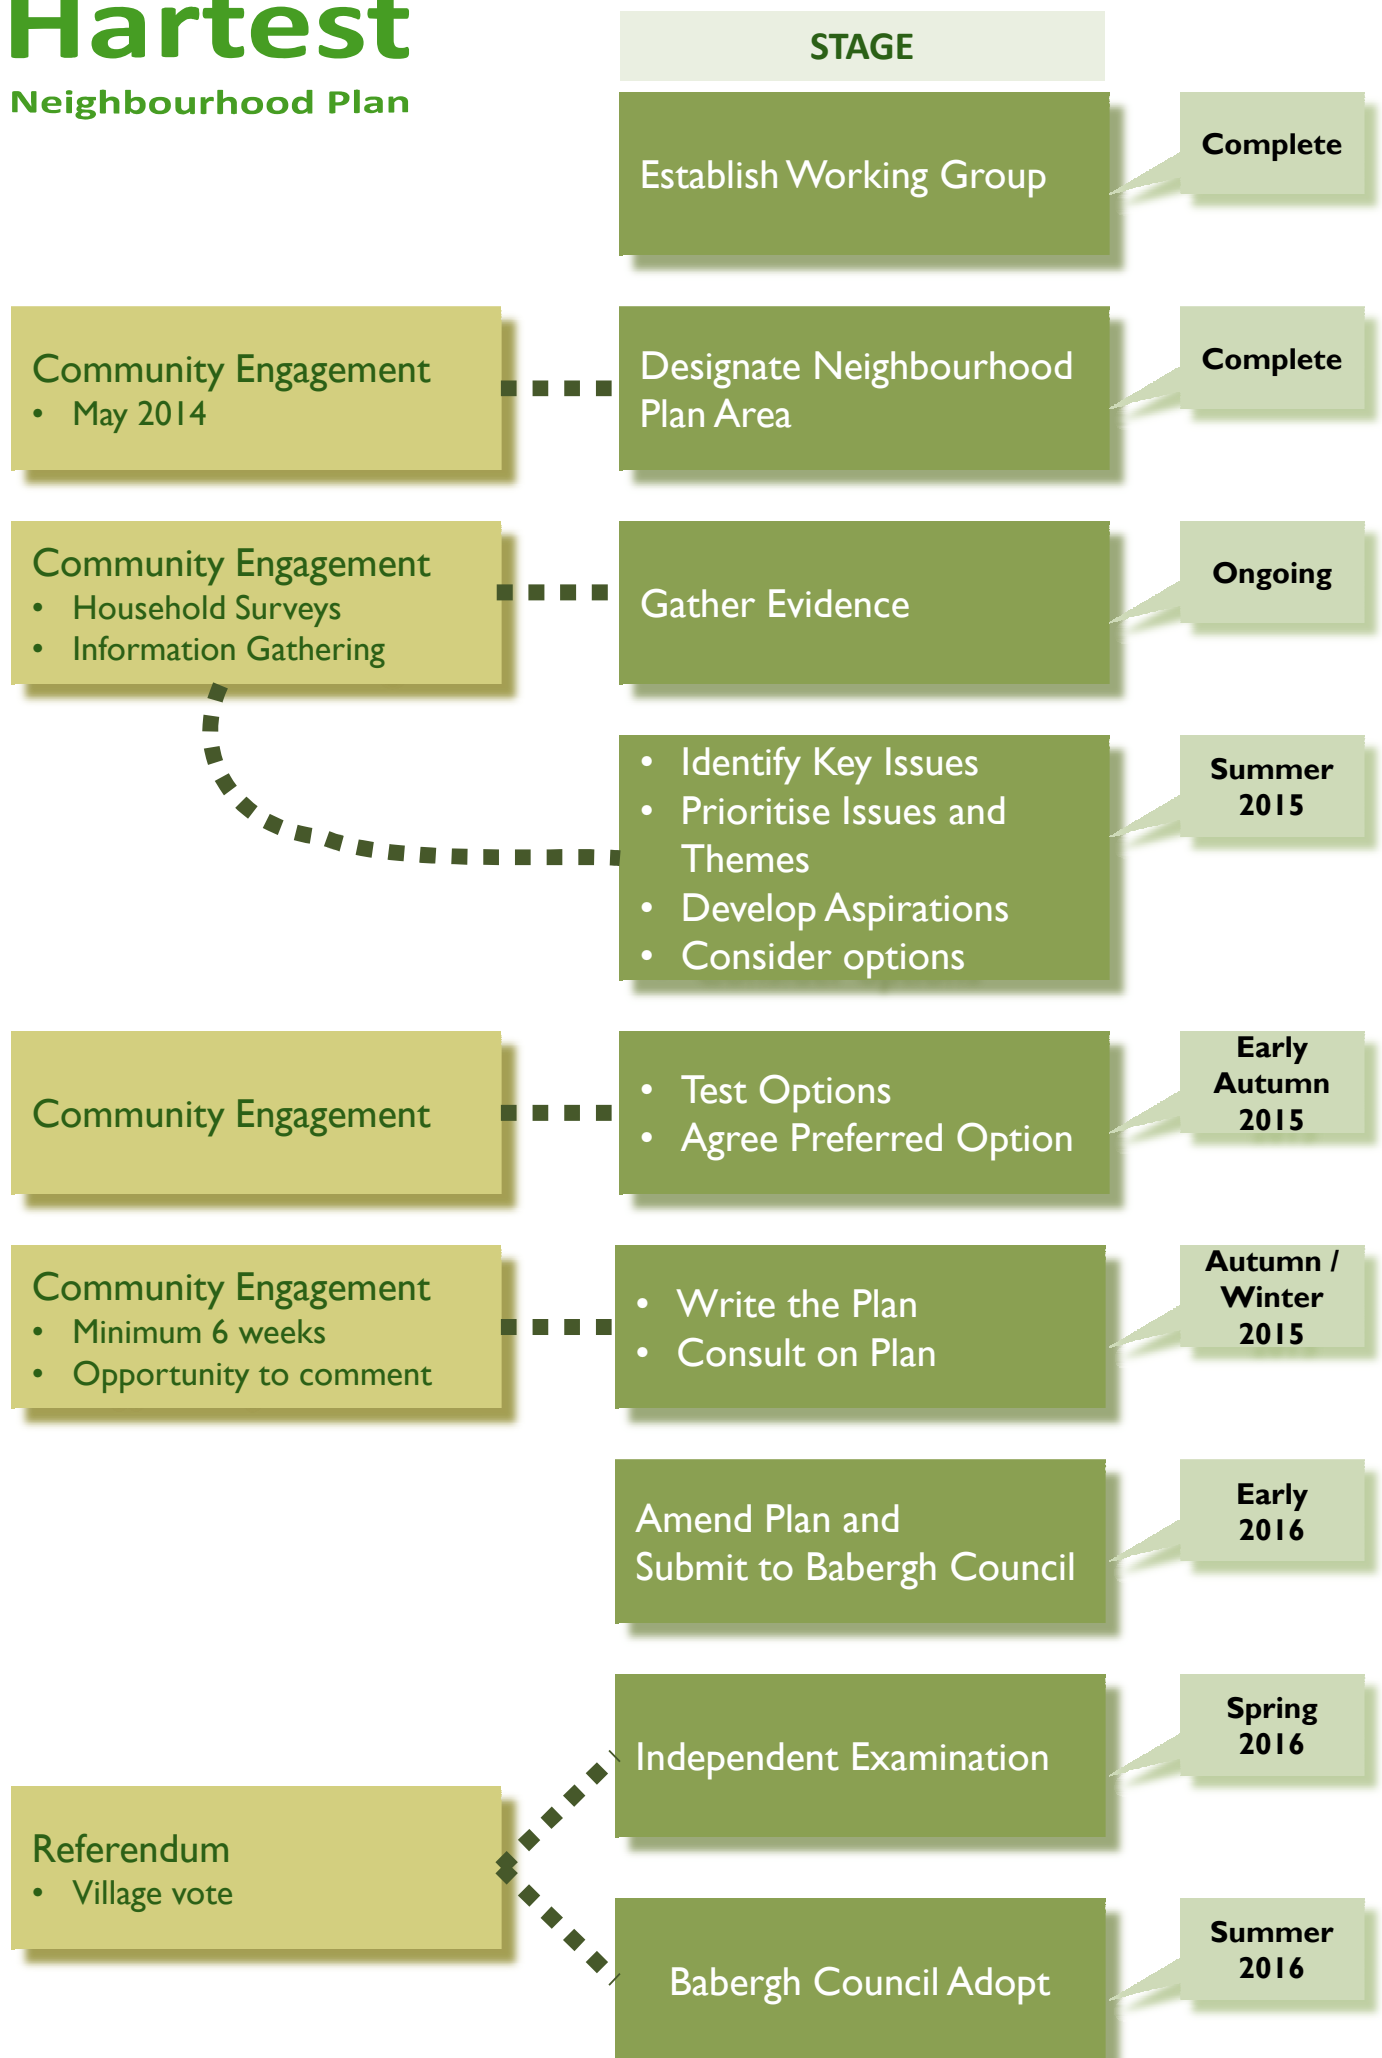 Hartest
Neighbourhood Plan
STAGE
Establish Working Group
Complete
Community Engagement
• May 2014
Designate Neighbourhood
Plan Area
Complete
Community Engagement
• Household Surveys
• Information Gathering
Gather Evidence
Ongoing
• Identify Key Issues
• Prioritise Issues and
Themes
• Develop Aspirations
• Consider options
Summer
2015
Community Engagement
• Test Options
• Agree Preferred Option
Early
Autumn
2015
Community Engagement
• Minimum 6 weeks
• Opportunity to comment
• Write the Plan
• Consult on Plan
Autumn /
Winter
2015
Amend Plan and
Submit to Babergh Council
Early
2016
Independent Examination
Spring
2016
Referendum
• Village vote
Babergh Council Adopt
Summer
2016